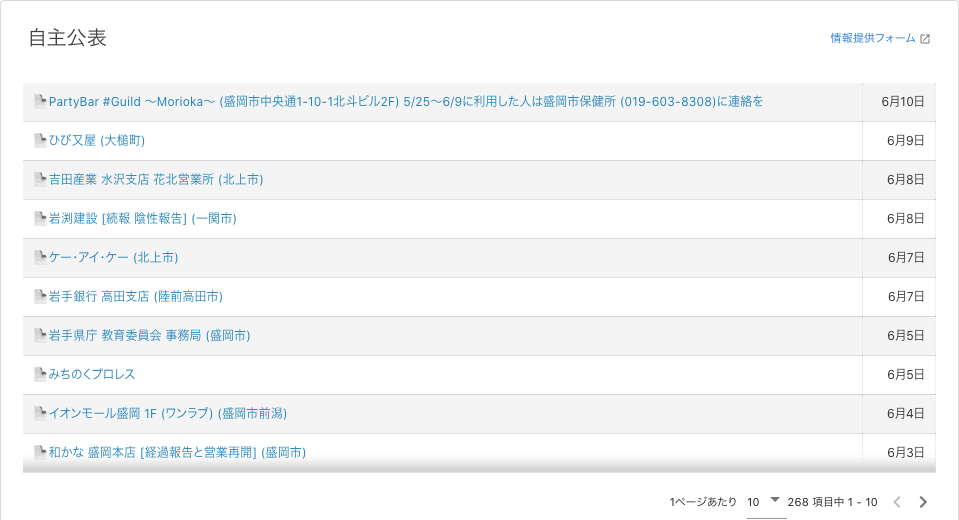 自主公表
情報提供フォーム
PartyBar #Guild ～Morioka～ (盛岡市中央通1-10-1北斗ビル2F) 5/25～6/9に利用した人は盛岡市保健所 (019-603-8308)に連絡を 6月10日
ひび又屋 (大槌町) 6月9日
吉田産業 水沢支店 花北営業所 (北上市) 6月8日
岩渕建設 [続報 陰性報告] (一関市) 6月8日
ケー・アイ・ケー (北上市) 6月7日
岩手銀行 高田支店 (陸前高田市) 6月7日
岩手県庁 教育委員会 事務局 (盛岡市) 6月5日
みちのくプロレス 6月5日
イオンモール盛岡 1F (ワンラブ) (盛岡市前潟) 6月4日
和かな 盛岡本店 [経過報告と営業再開] (盛岡市) 6月3日
1ページあたり 10 268 項目中 1 - 10